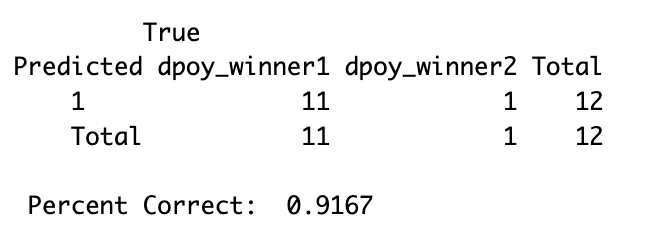 True
Predicted dpoy_winner1 dpoy_winner2 Total
1 11 1 12
Total 11 1 12
Percent Correct: 0.9167